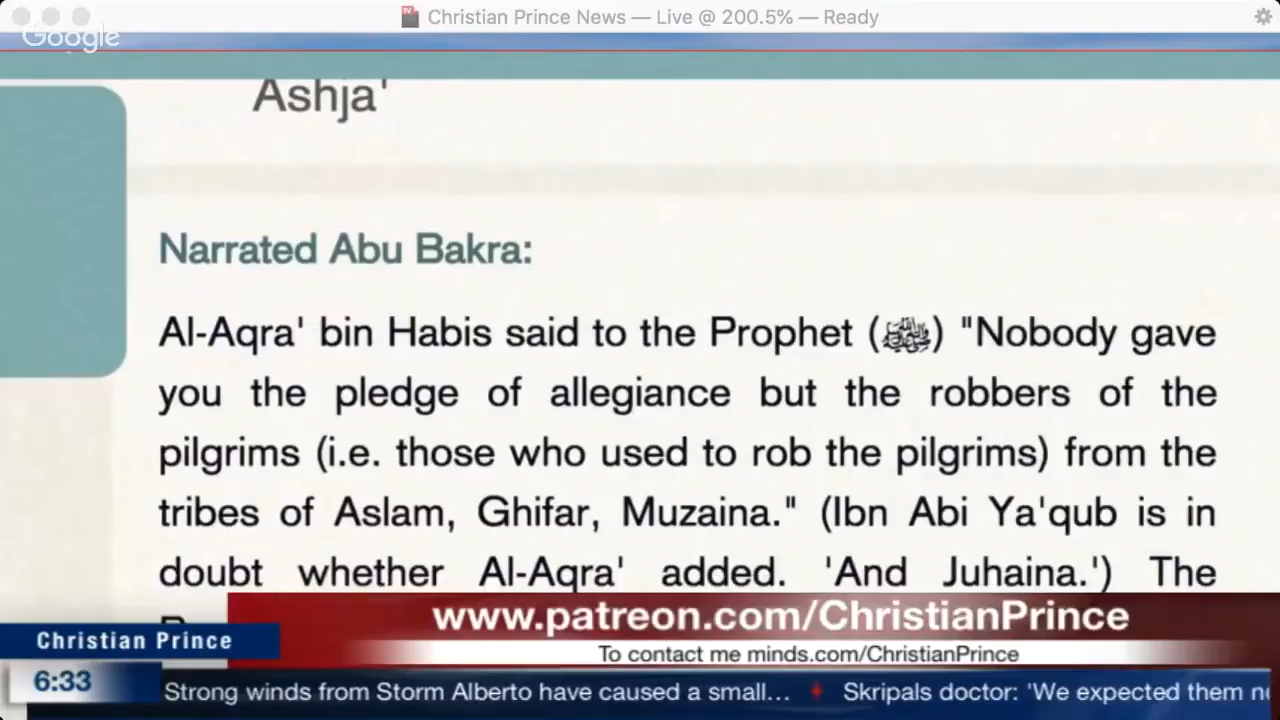 Christian Prince News — Live @ 200.5% — Ready
Google
Ashja'
Narrated Abu Bakra:
Al-Aqra' bin Habis said to the Prophet (ﷺ) "Nobody gave
you the pledge of allegiance but the robbers of the
pilgrims (i.e. those who used to rob the pilgrims) from the
tribes of Aslam, Ghifar, Muzaina." (Ibn Abi Ya'qub is in
doubt whether Al-Aqra' added. 'And Juhaina.') The
www.patreon.com/ChristianPrince
Christian Prince
To contact me minds.com/ChristianPrince
6:33
Strong winds from Storm Alberto have caused a small... ♦ Skripals doctor: 'We expected them